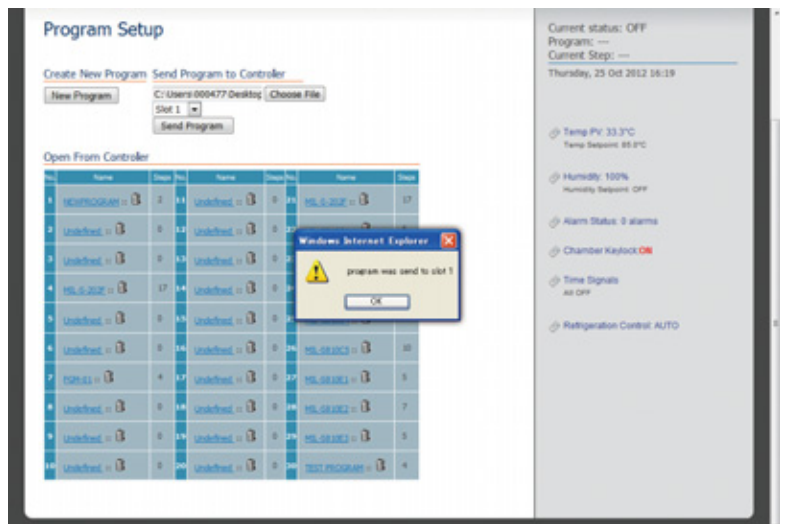 Program Setup
Create New Program Send Program to Controller
New Program C:\Users\000477\Desktop Choose File
Slot 1
Send Program
Open From Controller
No. Name Steps No. Name Steps No. Name Steps
1 NEWPROGRAM :: 2 11 Undefined :: 0 21 MIL-S-202F :: 17
2 Undefined :: 0 12 Undefined :: 0
3 Undefined :: 0 13 Undefined :: 0
4 MIL-S-202F :: 17 14 Undefined :: 0
5 Undefined :: 0 15 Undefined :: 0
6 Undefined :: 0 16 Undefined :: 0 26 MIL-S810C5 :: 10
7 PGM-E1 :: 4 17 Undefined :: 0 27 MIL-S810E1 :: 5
8 Undefined :: 0 18 Undefined :: 0 28 MIL-S810E2 :: 7
9 Undefined :: 0 19 Undefined :: 0 29 MIL-S810E3 :: 5
10 Undefined :: 0 20 Undefined :: 0 30 TEST PROGRAM :: 4
Windows Internet Explorer
program was send to slot 1
OK
Current status: OFF
Program: ---
Current Step: ---
Thursday, 25 Oct 2012 16:19
Temp PV: 33.3°C
Temp Setpoint: 85.0°C
Humidity: 100%
Humidity Setpoint: OFF
Alarm Status: 0 alarms
Chamber Keylock:ON
Time Signals
All OFF
Refrigeration Control: AUTO